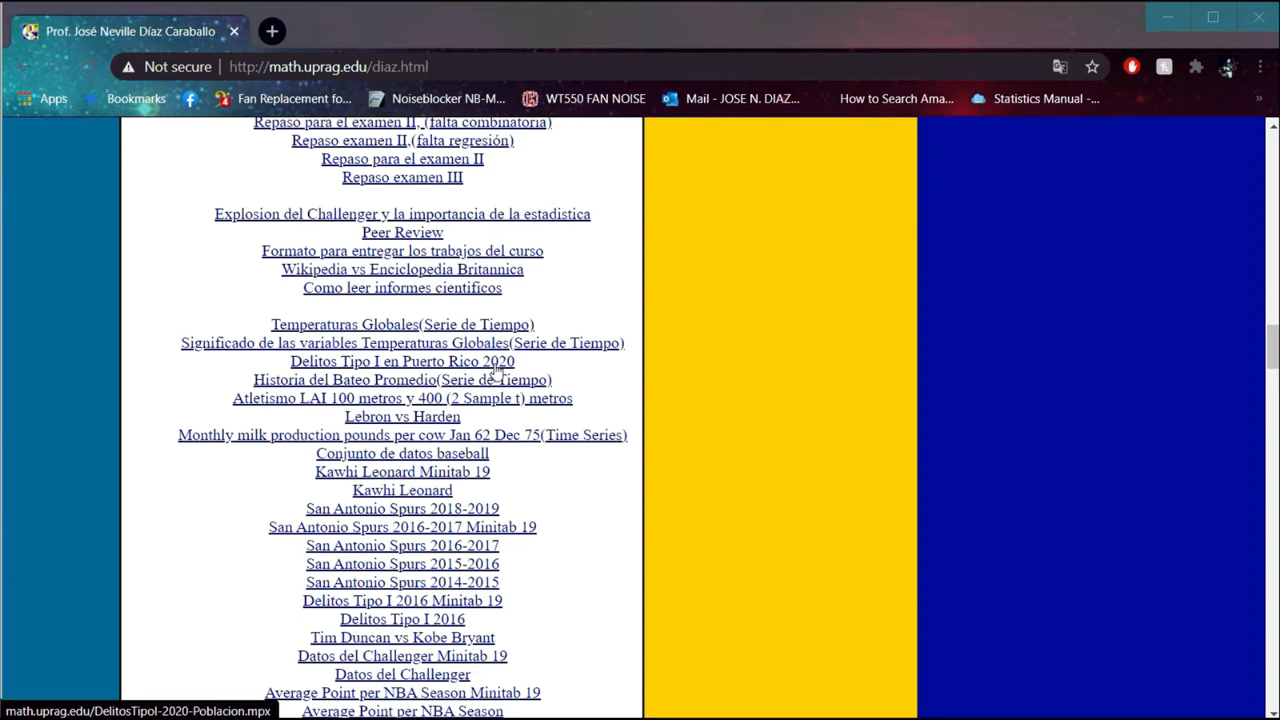 Prof. José Neville Díaz Caraballo
Not secure
http://math.uprag.edu/diaz.html
Apps
Bookmarks
Fan Replacement fo...
Noiseblocker NB-M...
WT550 FAN NOISE
Mail - JOSE N. DIAZ...
How to Search Ama...
Statistics Manual -...
Repaso para el examen II, (falta combinatoria)
Repaso examen II,(falta regresión)
Repaso para el examen II
Repaso examen III
Explosion del Challenger y la importancia de la estadistica
Peer Review
Formato para entregar los trabajos del curso
Wikipedia vs Enciclopedia Britannica
Como leer informes cientificos
Temperaturas Globales(Serie de Tiempo)
Significado de las variables Temperaturas Globales(Serie de Tiempo)
Delitos Tipo I en Puerto Rico 2020
Historia del Bateo Promedio(Serie de Tiempo)
Atletismo LAI 100 metros y 400 (2 Sample t) metros
Lebron vs Harden
Monthly milk production pounds per cow Jan 62 Dec 75(Time Series)
Conjunto de datos baseball
Kawhi Leonard Minitab 19
Kawhi Leonard
San Antonio Spurs 2018-2019
San Antonio Spurs 2016-2017 Minitab 19
San Antonio Spurs 2016-2017
San Antonio Spurs 2015-2016
San Antonio Spurs 2014-2015
Delitos Tipo I 2016 Minitab 19
Delitos Tipo I 2016
Tim Duncan vs Kobe Bryant
Datos del Challenger Minitab 19
Datos del Challenger
Average Point per NBA Season Minitab 19
Average Point per NBA Season
math.uprag.edu/DelitosTipoI-2020-Poblacion.mpx